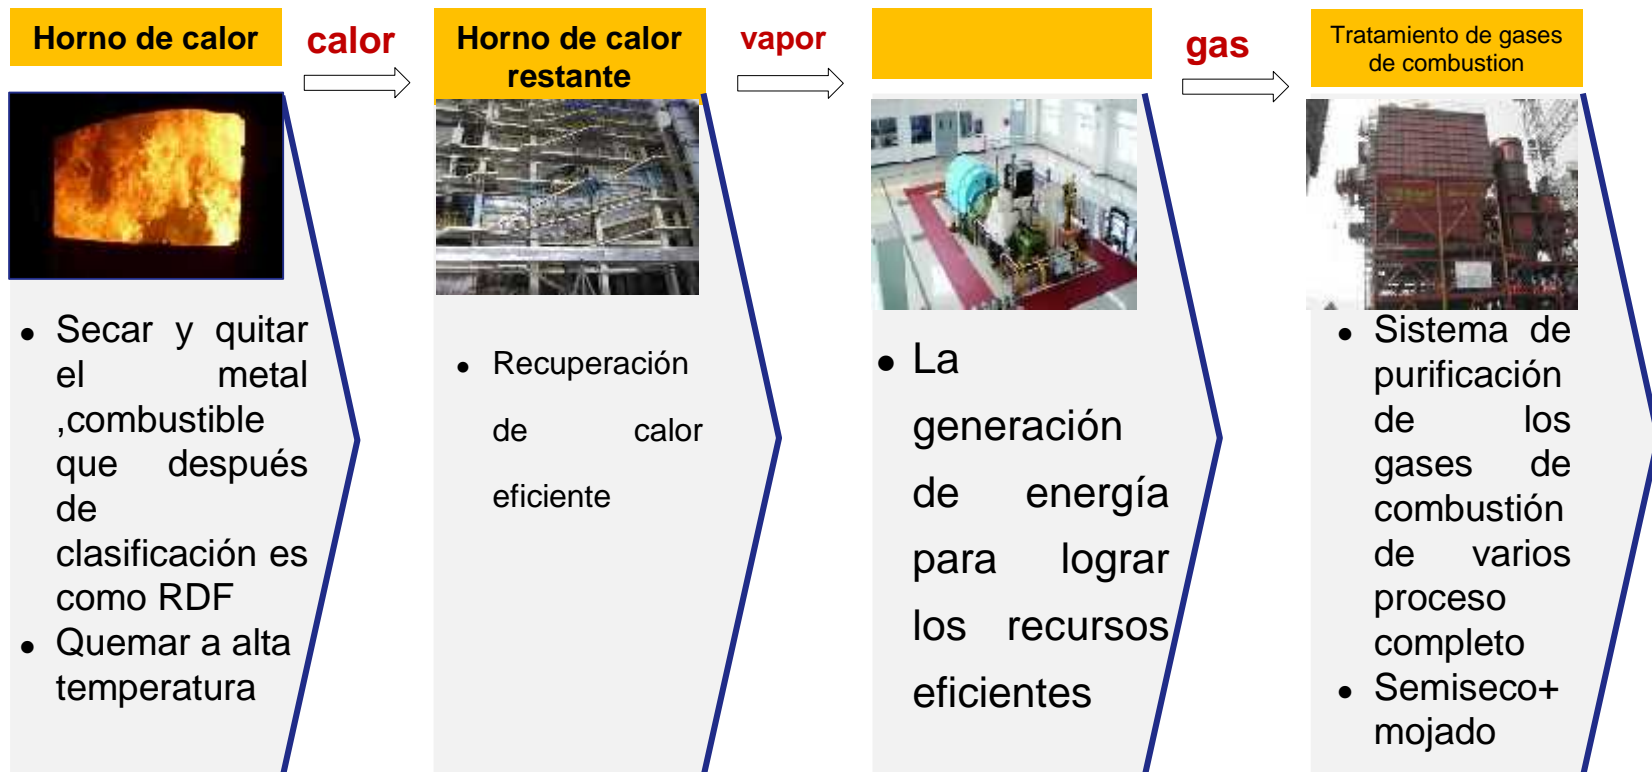 Horno de calor
calor
Horno de calor
restante
vapor
gas
Tratamiento de gases
de combustion
● Secar y quitar
el metal
,combustible
que después
de
clasificación es
como RDF
● Quemar a alta
temperatura
● Recuperación
de calor
eficiente
● La
generación
de energía
para lograr
los recursos
eficientes
● Sistema de
purificación
de los
gases de
combustión
de varios
proceso
completo
● Semiseco+
mojado